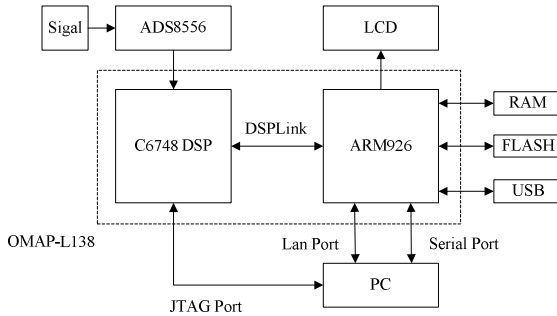 Sigal
ADS8556
LCD
C6748 DSP
DSPLink
ARM926
RAM
FLASH
USB
OMAP-L138
Lan Port
Serial Port
JTAG Port
PC